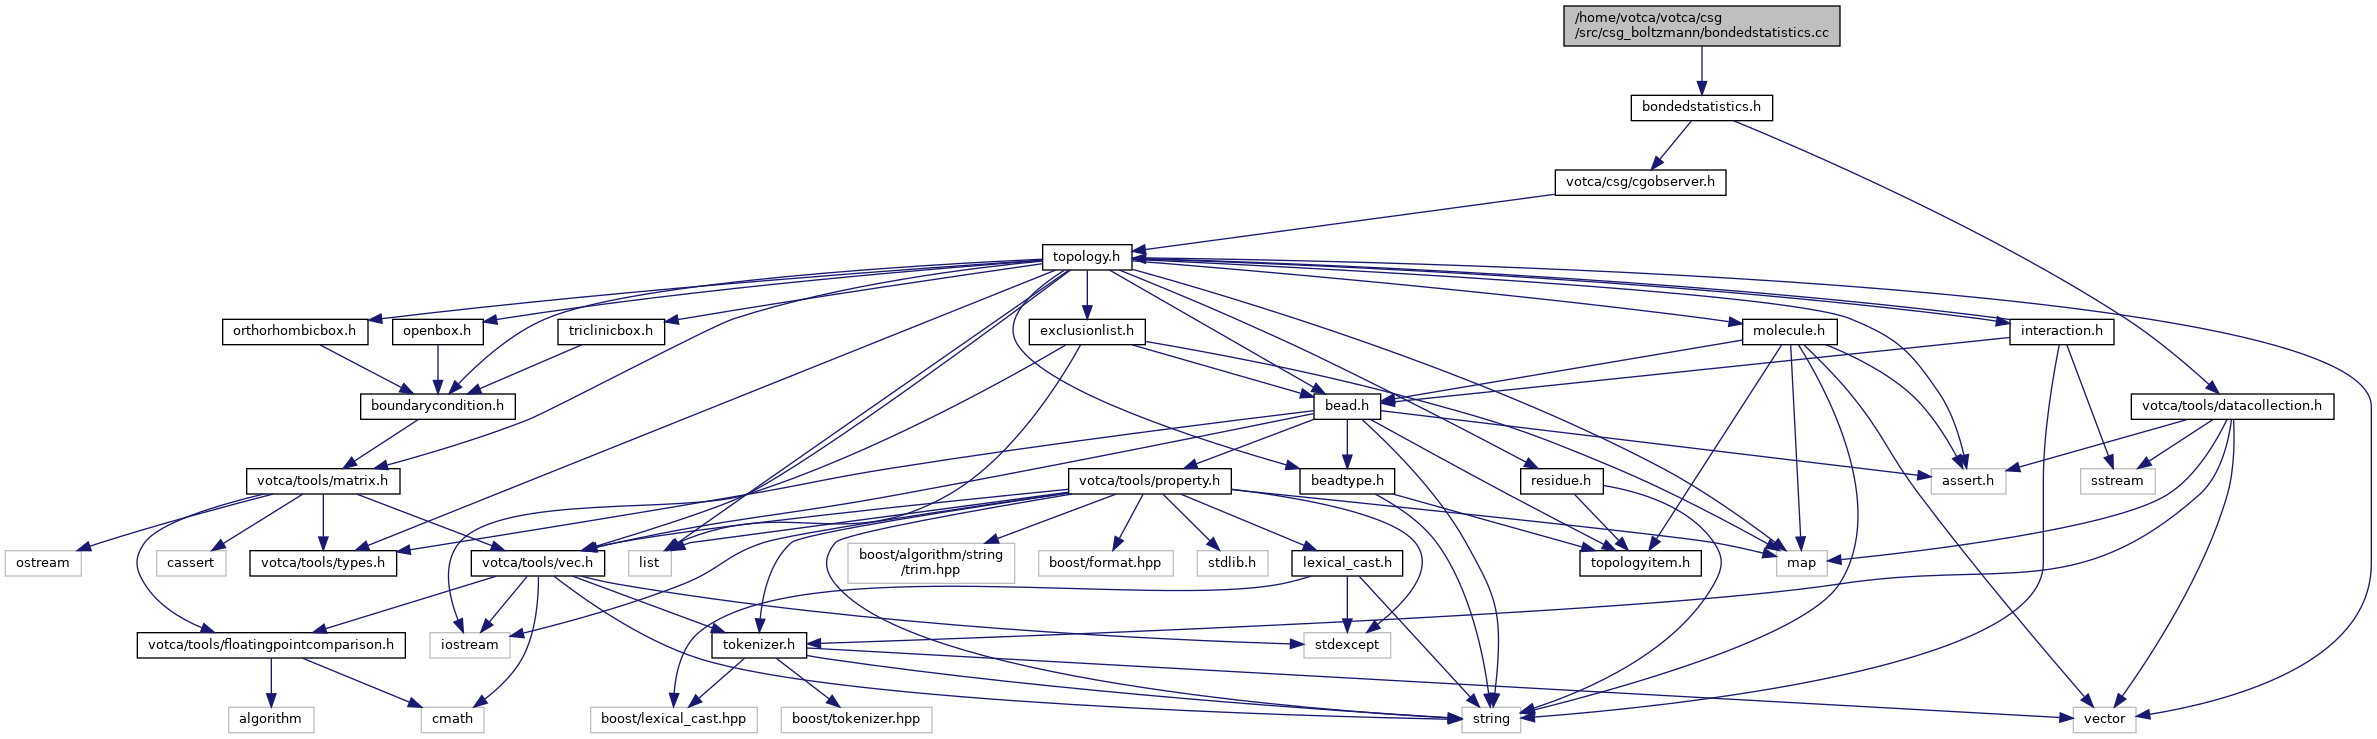 /home/votca/votca/csg
/src/csg_boltzmann/bondedstatistics.cc
bondedstatistics.h
votca/csg/cgobserver.h
topology.h
orthorhombicbox.h
openbox.h
triclinicbox.h
exclusionlist.h
molecule.h
interaction.h
boundarycondition.h
bead.h
votca/tools/datacollection.h
votca/tools/matrix.h
votca/tools/property.h
beadtype.h
residue.h
assert.h
sstream
ostream
cassert
votca/tools/types.h
votca/tools/vec.h
list
boost/algorithm/string
/trim.hpp
boost/format.hpp
stdlib.h
lexical_cast.h
topologyitem.h
map
votca/tools/floatingpointcomparison.h
iostream
tokenizer.h
stdexcept
algorithm
cmath
boost/lexical_cast.hpp
boost/tokenizer.hpp
string
vector